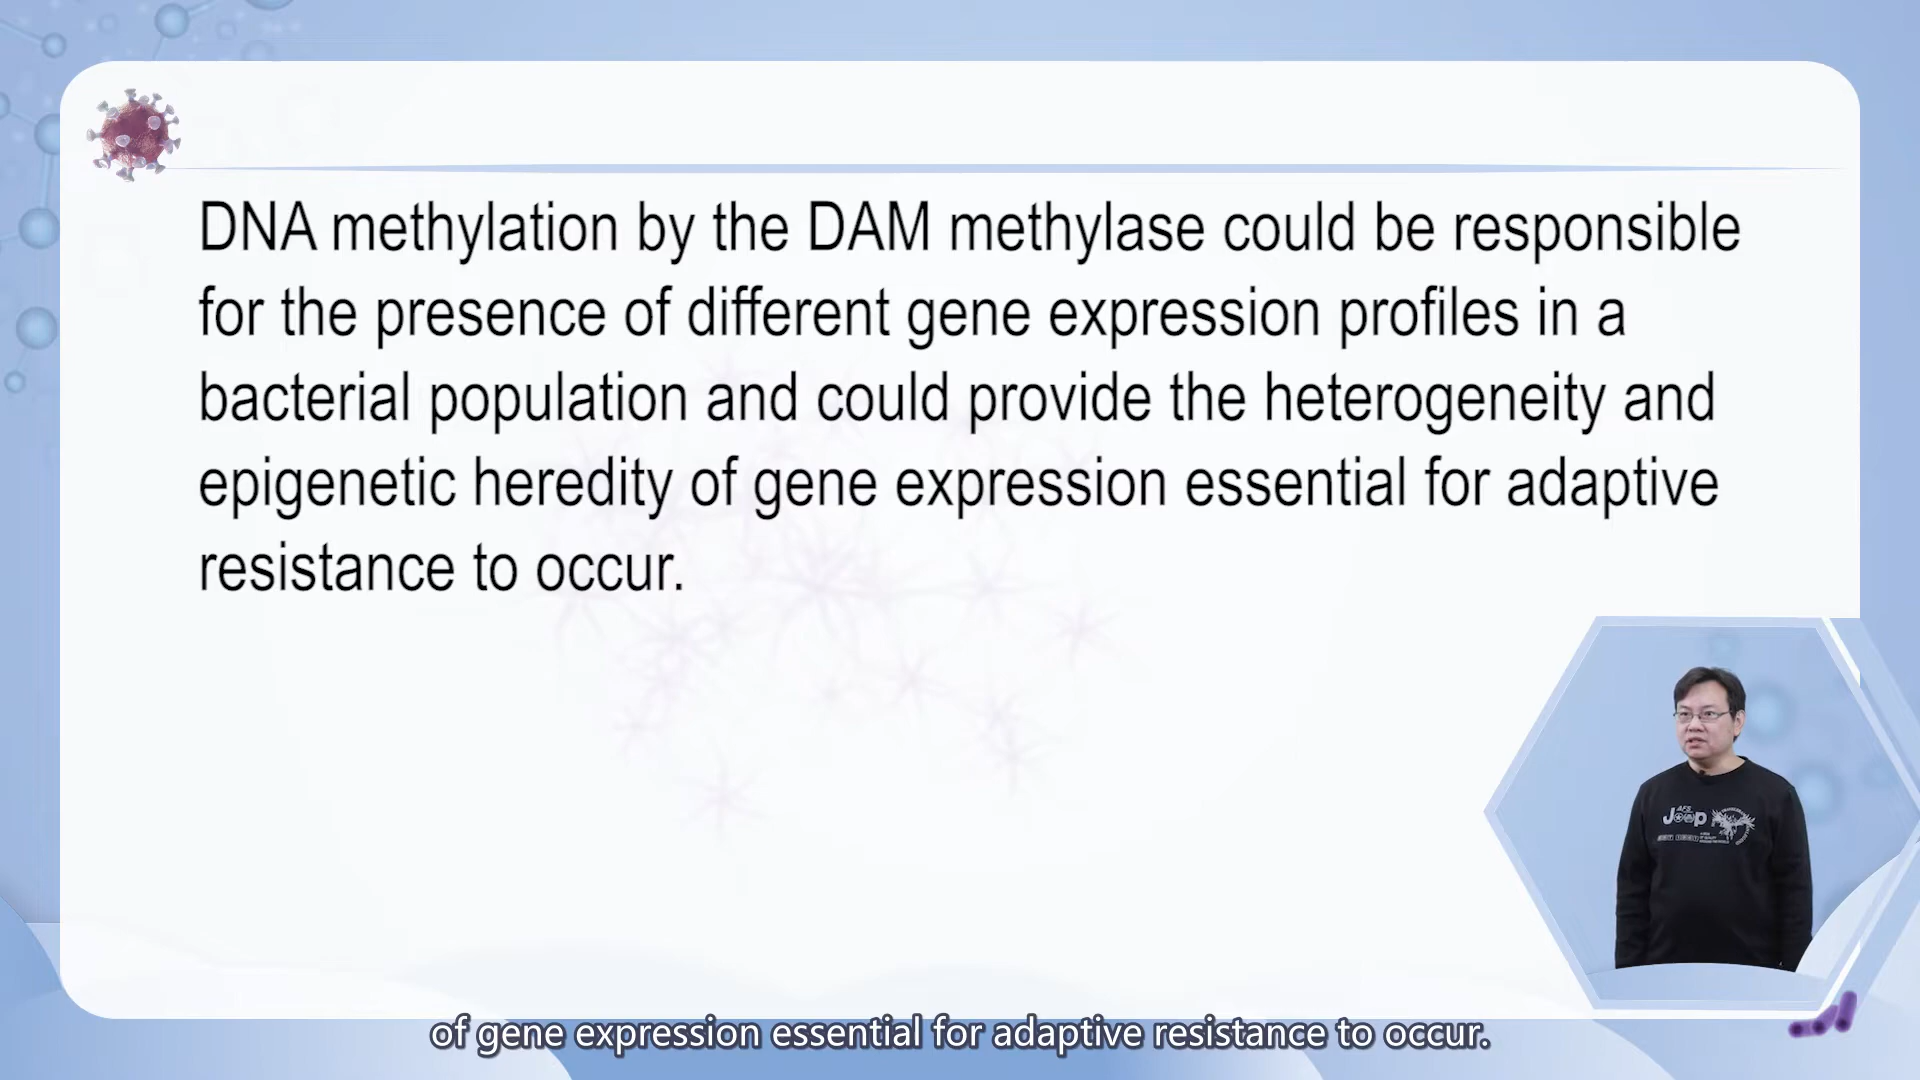 DNA methylation by the DAM methylase could be responsible
for the presence of different gene expression profiles in a
bacterial population and could provide the heterogeneity and
epigenetic heredity of gene expression essential for adaptive
resistance to occur.
AFS
Jeep
of gene expression essential for adaptive resistance to occur.